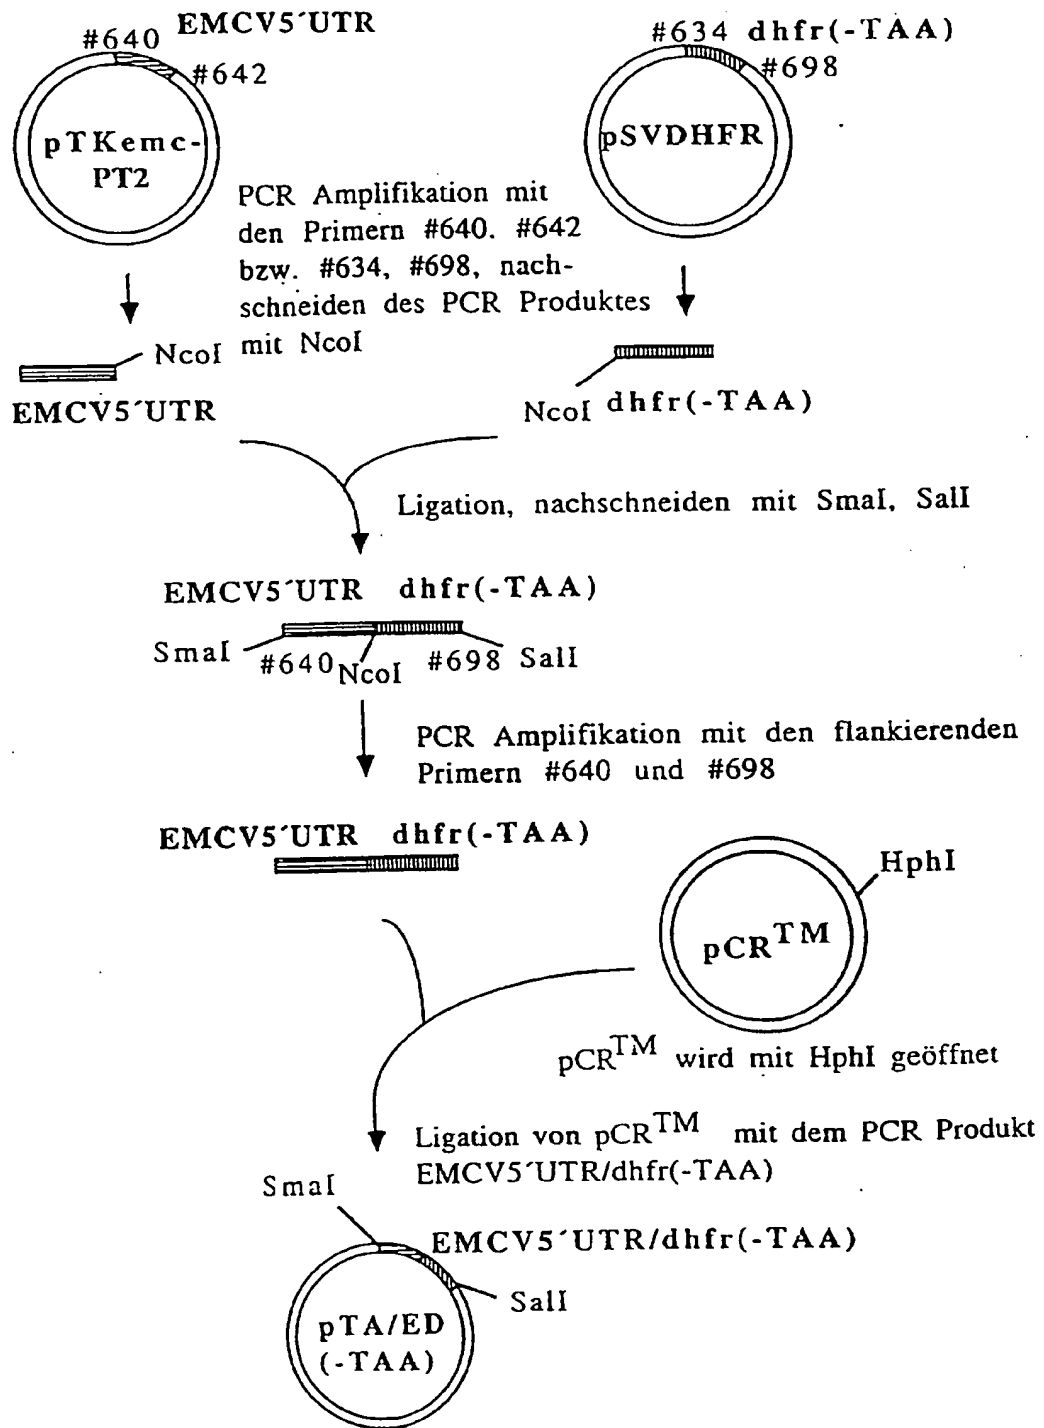 #640 EMCV5´UTR
#642
pTKemc-
PT2
#634 dhfr(-TAA)
#698
pSVDHFR
PCR Amplifikation mit
den Primern #640. #642
bzw. #634, #698, nach-
schneiden des PCR Produktes
mit NcoI
NcoI
EMCV5´UTR
NcoI dhfr(-TAA)
Ligation, nachschneiden mit SmaI, SalI
EMCV5´UTR dhfr(-TAA)
SmaI #640 NcoI #698 SalI
PCR Amplifikation mit den flankierenden
Primern #640 und #698
EMCV5´UTR dhfr(-TAA)
HphI
pCR™
pCR™ wird mit HphI geöffnet
Ligation von pCR™ mit dem PCR Produkt
EMCV5´UTR/dhfr(-TAA)
SmaI
EMCV5´UTR/dhfr(-TAA)
SalI
pTA/ED
(-TAA)